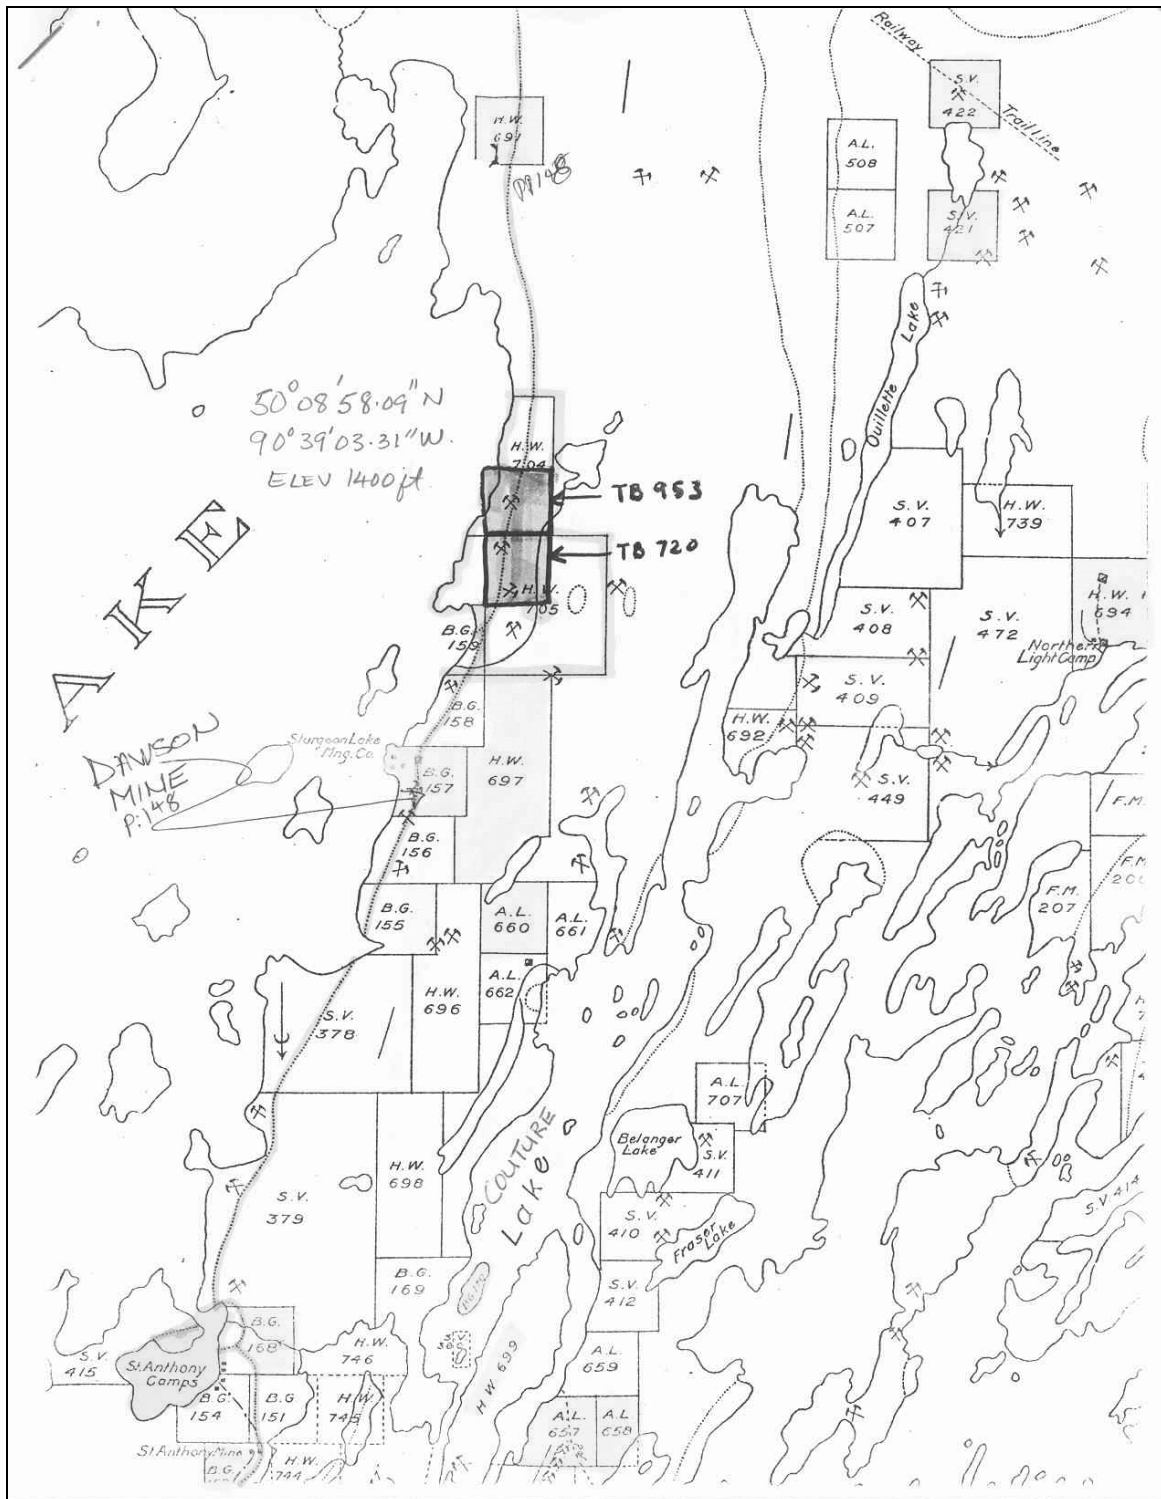 Railway
Trail Line
S.V.
422
H.W.
691
PP148
A.L.
508
A.L.
507
S.V.
421
Ouillette
Lake
50°08'58.09"N
90°39'03.31"W.
ELEV 1400ft.
H.W.
704
TB 953
TB 720
H.W.
705
S.V.
407
H.W.
739
H.W.
694
S.V.
408
S.V.
472
Northern
Light Camp
B.G.
159
S.V.
409
AKE
B.G.
158
H.W.
692
DAWSON
MINE
P:148
Sturgeon Lake
Mng. Co.
B.G.
157
H.W.
697
S.V.
449
F.M.
B.G.
156
F.M.
F.M.
207
B.G.
155
A.L.
660
A.L.
661
A.L.
662
H.W.
696
S.V.
378
A.L.
707
COUTURE
Lake
Belanger
Lake
S.V.
411
H.W.
698
S.V.
379
S.V. 414
S.V.
410
Fraser
Lake
B.G.
169
S.V.
412
B.G.
168
H.W.
746
H.W 699
A.L.
659
S.V.
415
St. Anthony
Camps
B.G.
154
B.G
151
H.W.
745
A.L.
657
A.L
658
St. Anthony Mine
B.G.
H.W.
744